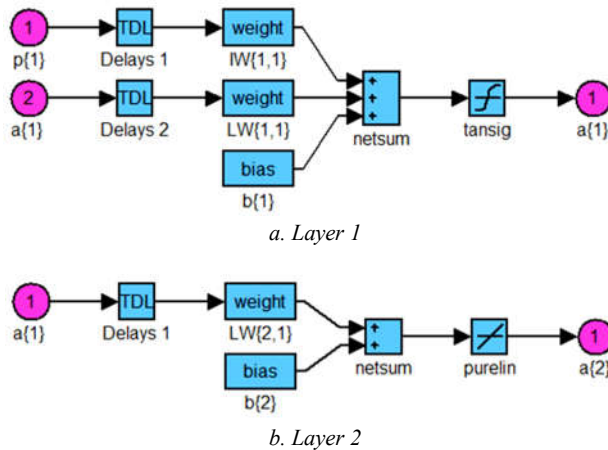 1 TDL weight
p{1} Delays 1 IW{1,1}
2 TDL weight + + + 1
a{1} Delays 2 LW{1,1} netsum tansig a{1}
bias
b{1}
a. Layer 1
1 TDL weight + + 1
a{1} Delays 1 LW{2,1} netsum purelin a{2}
bias
b{2}
b. Layer 2